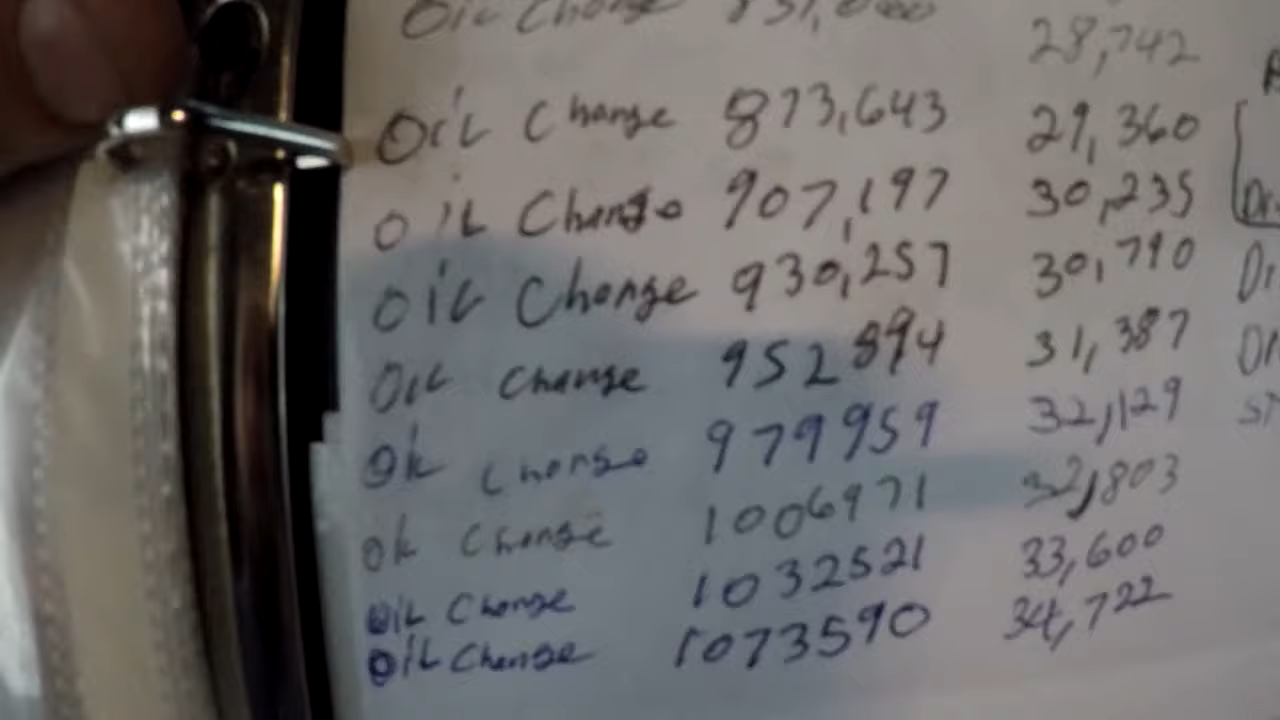 Oil Change 28,742
Oil Change 873,643 29,360
Oil Change 907,197 30,235
Oil Change 930,257 30,790
Oil Change 952 894 31,387
Oil Change 979959 32,129
Oil Change 1006971 32,803
Oil Change 1032521 33,600
Oil Change 1073590 34,722